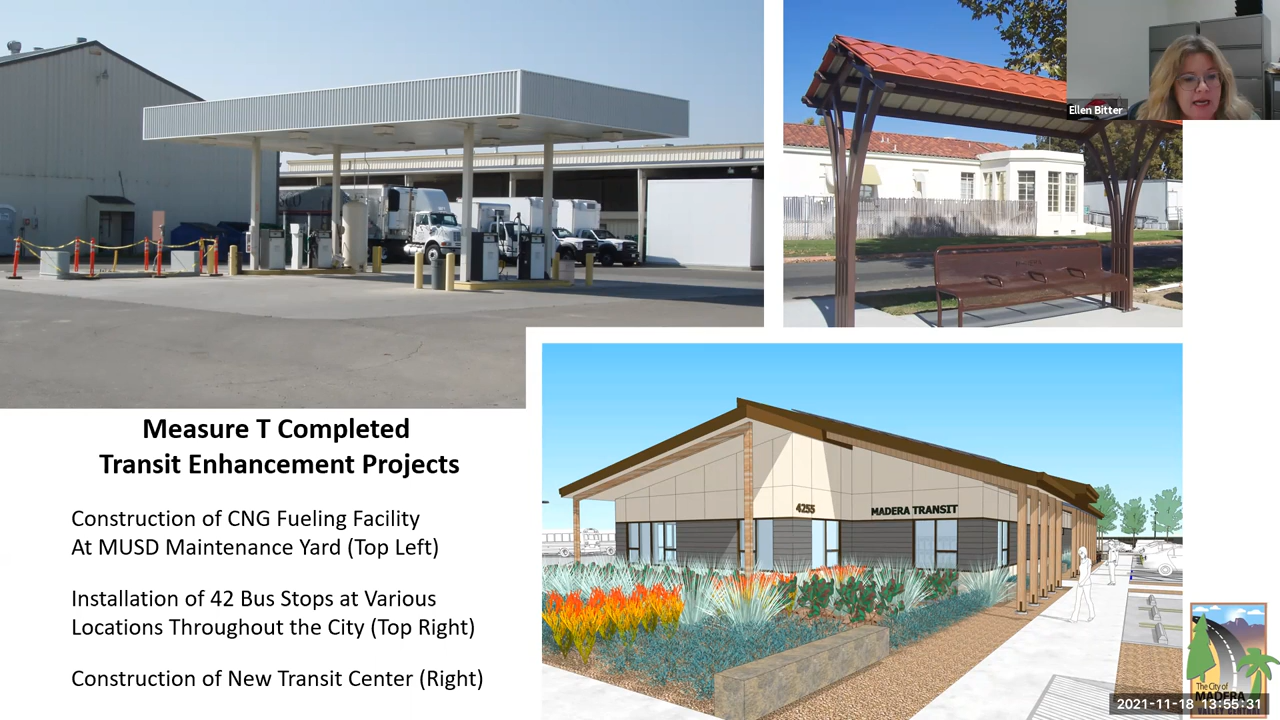 Ellen Bitter
4255
MADERA TRANSIT
Measure T Completed
Transit Enhancement Projects
Construction of CNG Fueling Facility
At MUSD Maintenance Yard (Top Left)
Installation of 42 Bus Stops at Various
Locations Throughout the City (Top Right)
Construction of New Transit Center (Right)
The City of
MADERA
2021-11-18 13:55:31